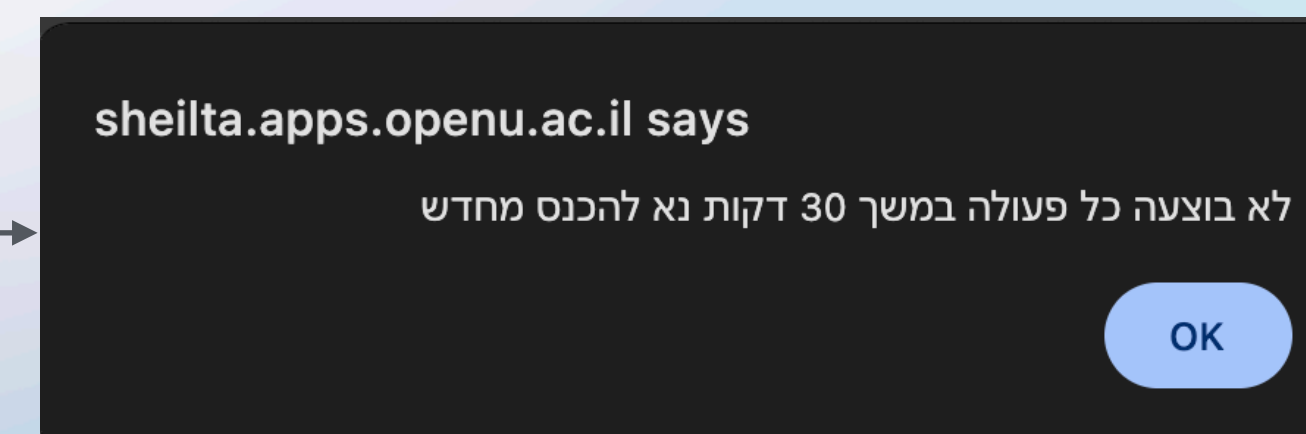 sheilta.apps.openu.ac.il says
לא בוצעה כל פעולה במשך 30 דקות נא להכנס מחדש
OK